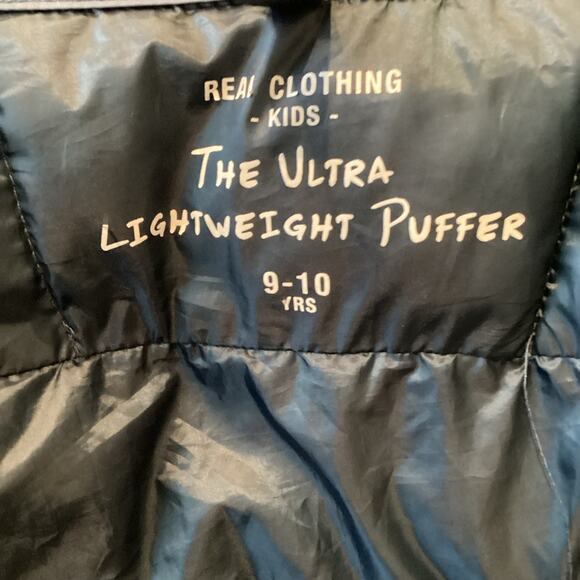 REAL CLOTHING
- KIDS -
THE ULTRA
LIGHTWEIGHT PUFFER
9-10
YRS